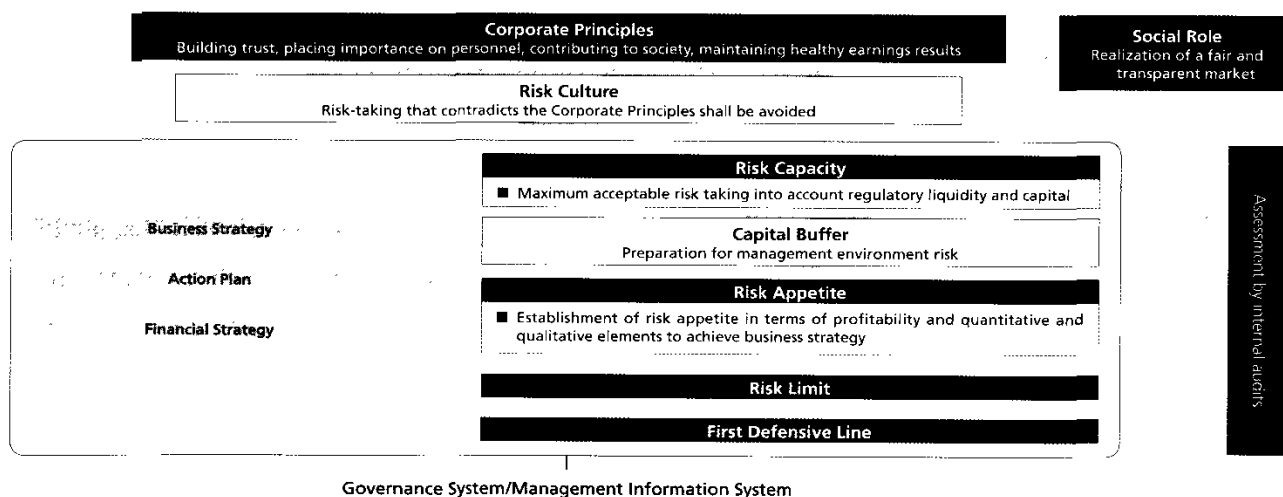 Corporate Principles
Building trust, placing importance on personnel, contributing to society, maintaining healthy earnings results
Social Role
Realization of a fair and
transparent market
Risk Culture
Risk-taking that contradicts the Corporate Principles shall be avoided
Business Strategy
Action Plan
Financial Strategy
Risk Capacity
■ Maximum acceptable risk taking into account regulatory liquidity and capital
Capital Buffer
Preparation for management environment risk
Risk Appetite
■ Establishment of risk appetite in terms of profitability and quantitative and
qualitative elements to achieve business strategy
Risk Limit
First Defensive Line
Assessment by internal audits
Governance System/Management Information System